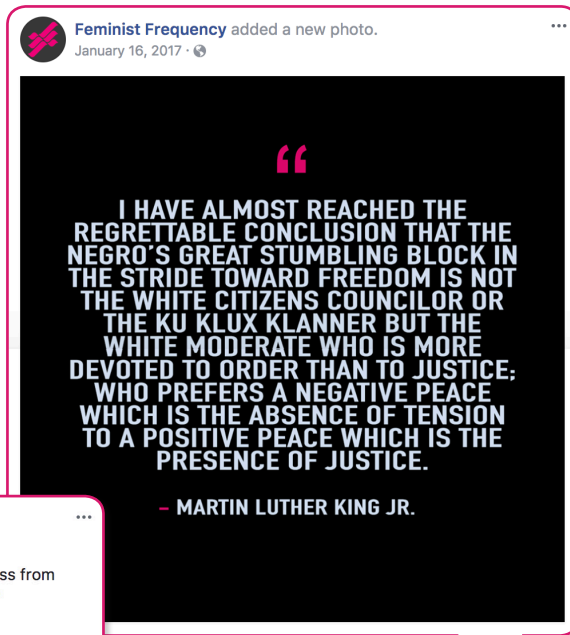 Feminist Frequency added a new photo.
January 16, 2017 ·
“
I HAVE ALMOST REACHED THE
REGRETTABLE CONCLUSION THAT THE
NEGRO'S GREAT STUMBLING BLOCK IN
THE STRIDE TOWARD FREEDOM IS NOT
THE WHITE CITIZENS COUNCILOR OR
THE KU KLUX KLANNER BUT THE
WHITE MODERATE WHO IS MORE
DEVOTED TO ORDER THAN TO JUSTICE;
WHO PREFERS A NEGATIVE PEACE
WHICH IS THE ABSENCE OF TENSION
TO A POSITIVE PEACE WHICH IS THE
PRESENCE OF JUSTICE.
– MARTIN LUTHER KING JR.
ss from